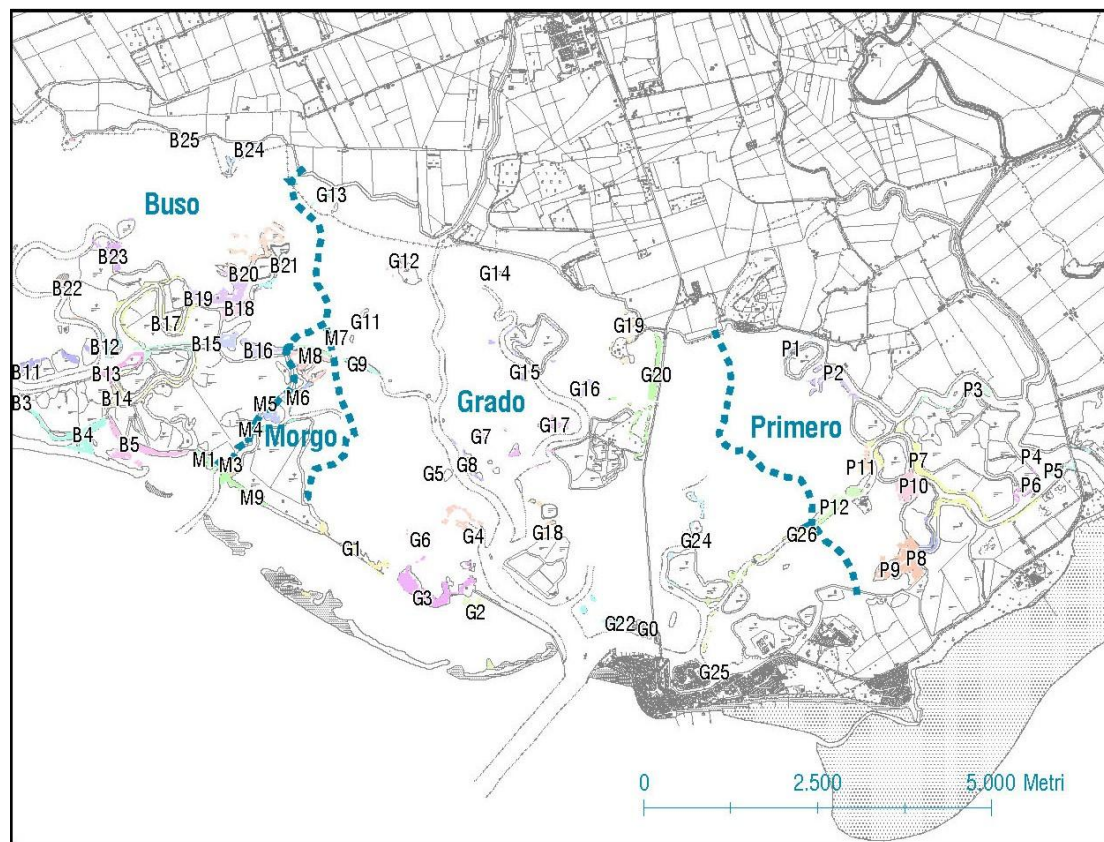 B25
B24
G13
Buso
B23
B21
B20
G12
G14
B22
B19
B18
B17
G11
G19
M7
B12
B15
B16
M8
G9
G15
G20
P1
B11
B13
G16
P2
P3
B3
B14
M6
Grado
M5
G17
Primero
B4
B5
M4
Morgo
G7
M1
M3
G5
G8
P11
P7
P4
P5
M9
P10
P6
P12
G1
G6
G4
G18
G24
G26
P9
P8
G3
G2
G22
G0
G25
0
2.500
5.000 Metri